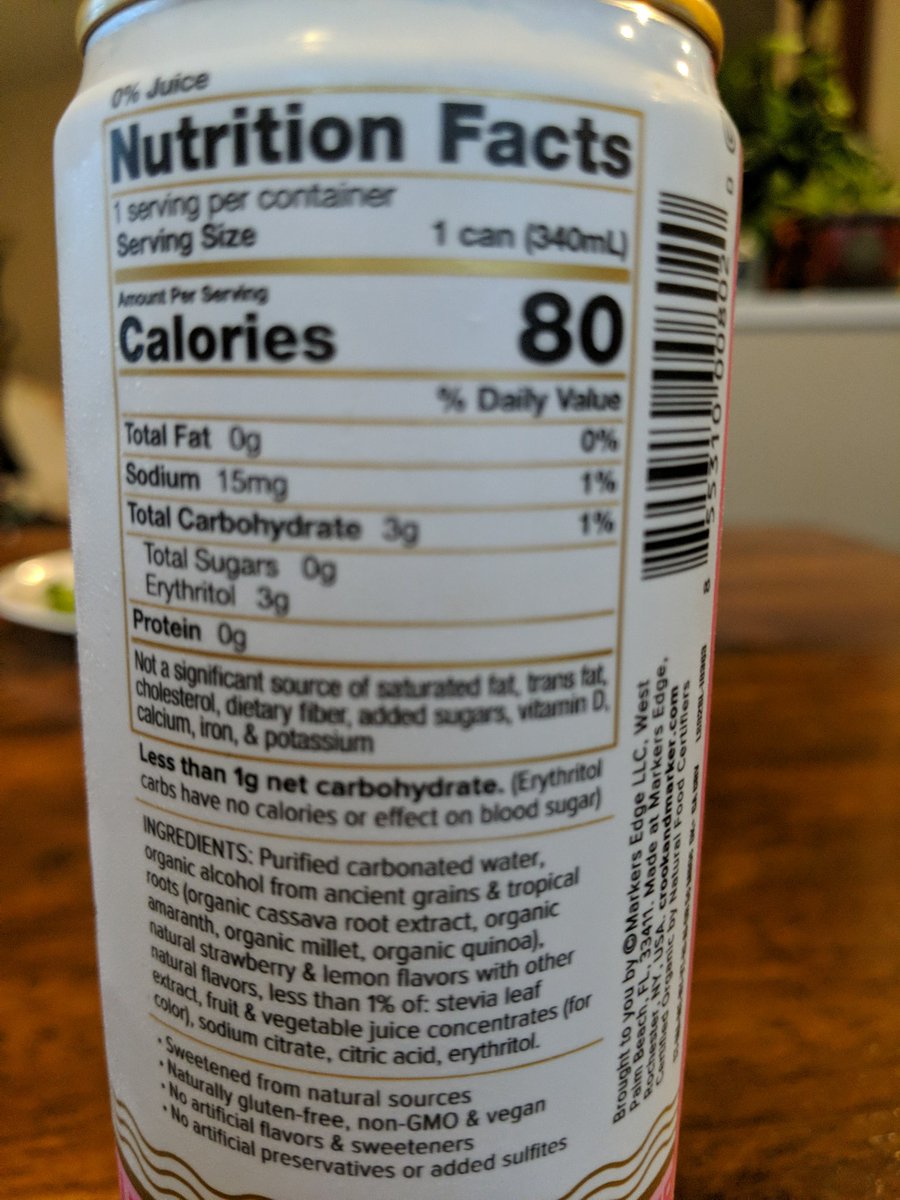 0% Juice
Nutrition Facts
1 serving per container
Serving Size 1 can (340mL)
Amount Per Serving
Calories 80
% Daily Value
Total Fat 0g 0%
Sodium 15mg 1%
Total Carbohydrate 3g 1%
Total Sugars 0g
Erythritol 3g
Protein 0g
Not a significant source of saturated fat, trans fat,
cholesterol, dietary fiber, added sugars, vitamin D,
calcium, iron, & potassium
Less than 1g net carbohydrate. (Erythritol
carbs have no calories or effect on blood sugar)
INGREDIENTS: Purified carbonated water,
organic alcohol from ancient grains & tropical
roots (organic cassava root extract, organic
amaranth, organic millet, organic quinoa),
natural strawberry & lemon flavors with other
natural flavors, less than 1% of: stevia leaf
extract, fruit & vegetable juice concentrates (for
color), sodium citrate, citric acid, erythritol.
• Sweetened from natural sources
• Naturally gluten-free, non-GMO & vegan
• No artificial flavors & sweeteners
• No artificial preservatives or added sulfites
Brought to you by ©Markers Edge LLC, West
Palm Beach, FL, 33411. Made at Markers Edge,
Rochester, NY, USA. crookandmarker.com
Certified Organic by Natural Food Certifiers
8 55310 00802 0